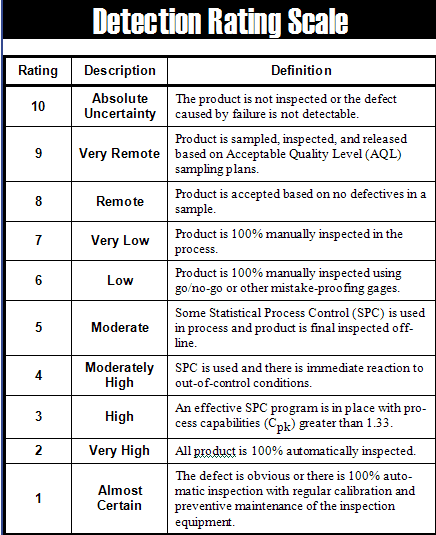 Detection Rating Scale
Rating Description Definition
10 Absolute Uncertainty The product is not inspected or the defect
caused by failure is not detectable.
9 Very Remote Product is sampled, inspected, and released
based on Acceptable Quality Level (AQL)
sampling plans.
8 Remote Product is accepted based on no defectives in a
sample.
7 Very Low Product is 100% manually inspected in the
process.
6 Low Product is 100% manually inspected using
go/no-go or other mistake-proofing gages.
5 Moderate Some Statistical Process Control (SPC) is used
in process and product is final inspected off-
line.
4 Moderately High SPC is used and there is immediate reaction to
out-of-control conditions.
3 High An effective SPC program is in place with pro-
cess capabilities (Cpk) greater than 1.33.
2 Very High All product is 100% automatically inspected.
1 Almost Certain The defect is obvious or there is 100% auto-
matic inspection with regular calibration and
preventive maintenance of the inspection
equipment.